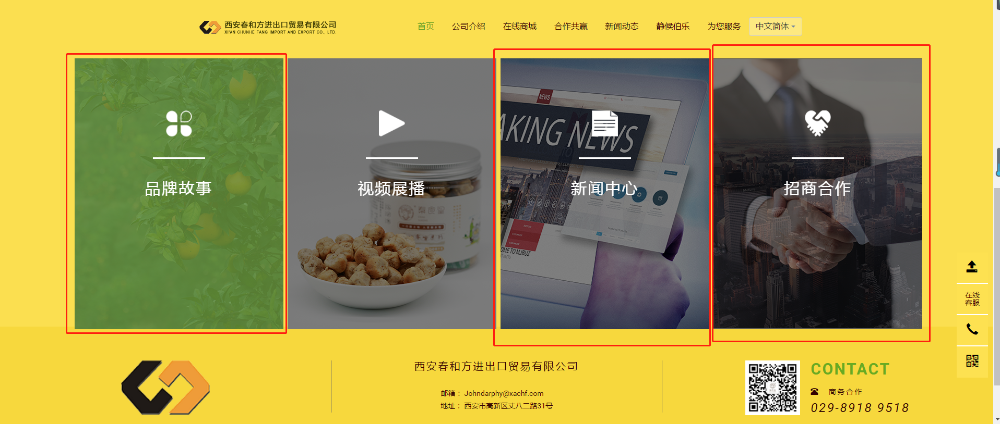 西安春和方进出口贸易有限公司
XI'AN CHUNHE FANG IMPORT AND EXPORT CO., LTD.
首页
公司介绍
在线商城
合作共赢
新闻动态
静候伯乐
为您服务
中文简体
NEWS
AKING NEWS
OME TO MJBUZ
T FACTS
品牌故事
视频展播
新闻中心
招商合作
在线
客服
西安春和方进出口贸易有限公司
邮箱： Johndarphy@xachf.com
地址： 西安市高新区丈八二路31号
CONTACT
商务合作
029-8918 9518